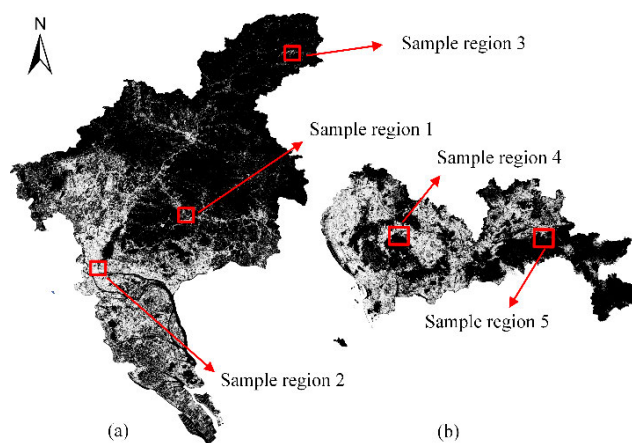 N
Sample region 3
Sample region 1
Sample region 4
Sample region 5
Sample region 2
(a)
(b)